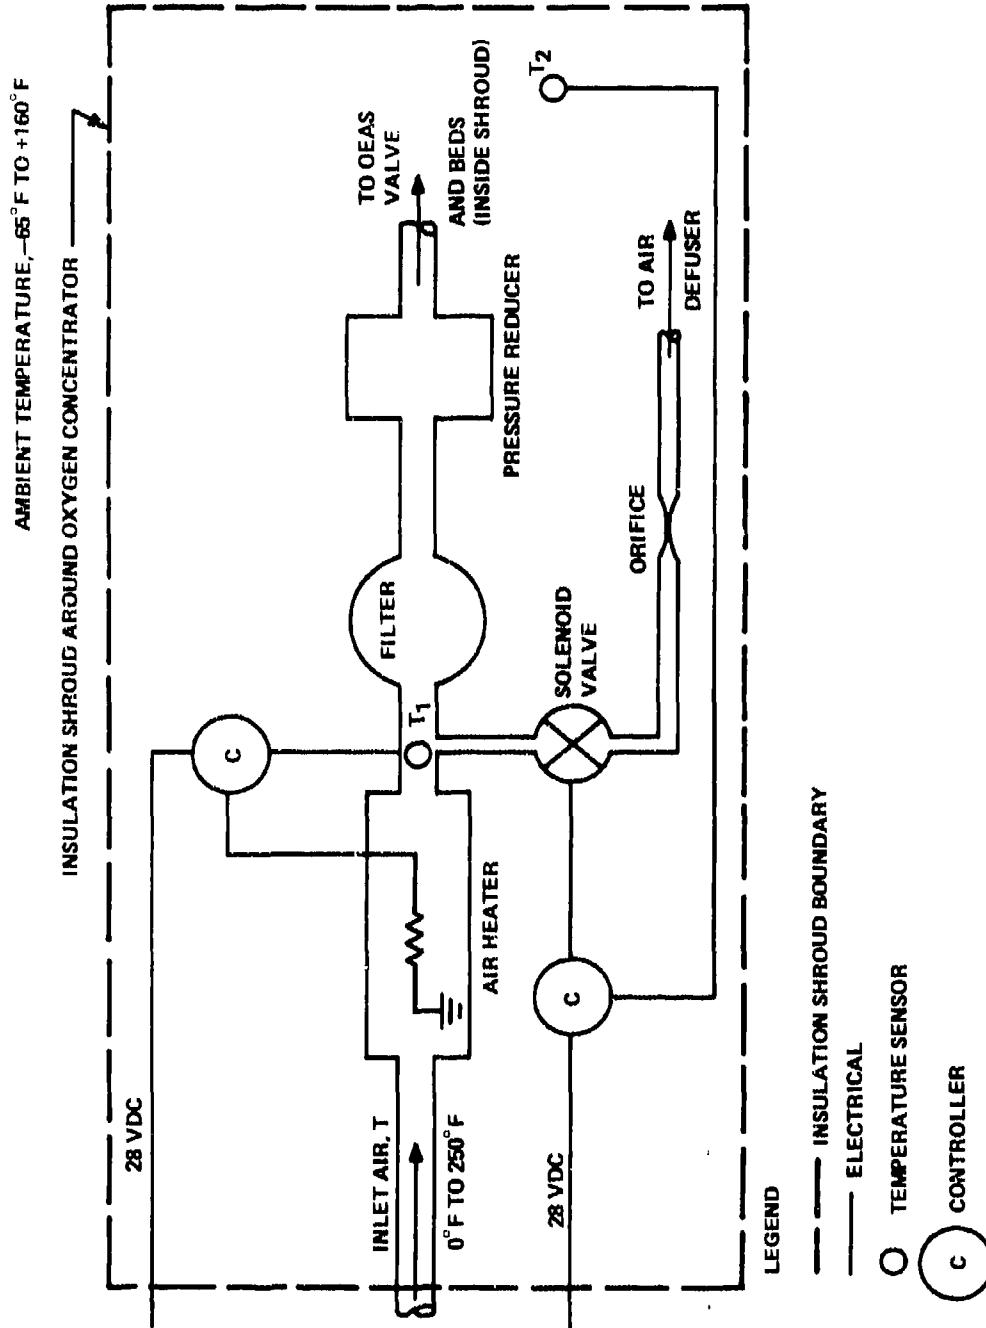 AMBIENT TEMPERATURE, –65°F TO +160°F
INSULATION SHROUD AROUND OXYGEN CONCENTRATOR
28 VDC
C
INLET AIR, T
0°F TO 250°F
AIR HEATER
T1
FILTER
PRESSURE REDUCER
TO OEAS
VALVE
AND BEDS
(INSIDE SHROUD)
T2
28 VDC
C
SOLENOID
VALVE
ORIFICE
TO AIR
DEFUSER
LEGEND
INSULATION SHROUD BOUNDARY
ELECTRICAL
TEMPERATURE SENSOR
C
CONTROLLER